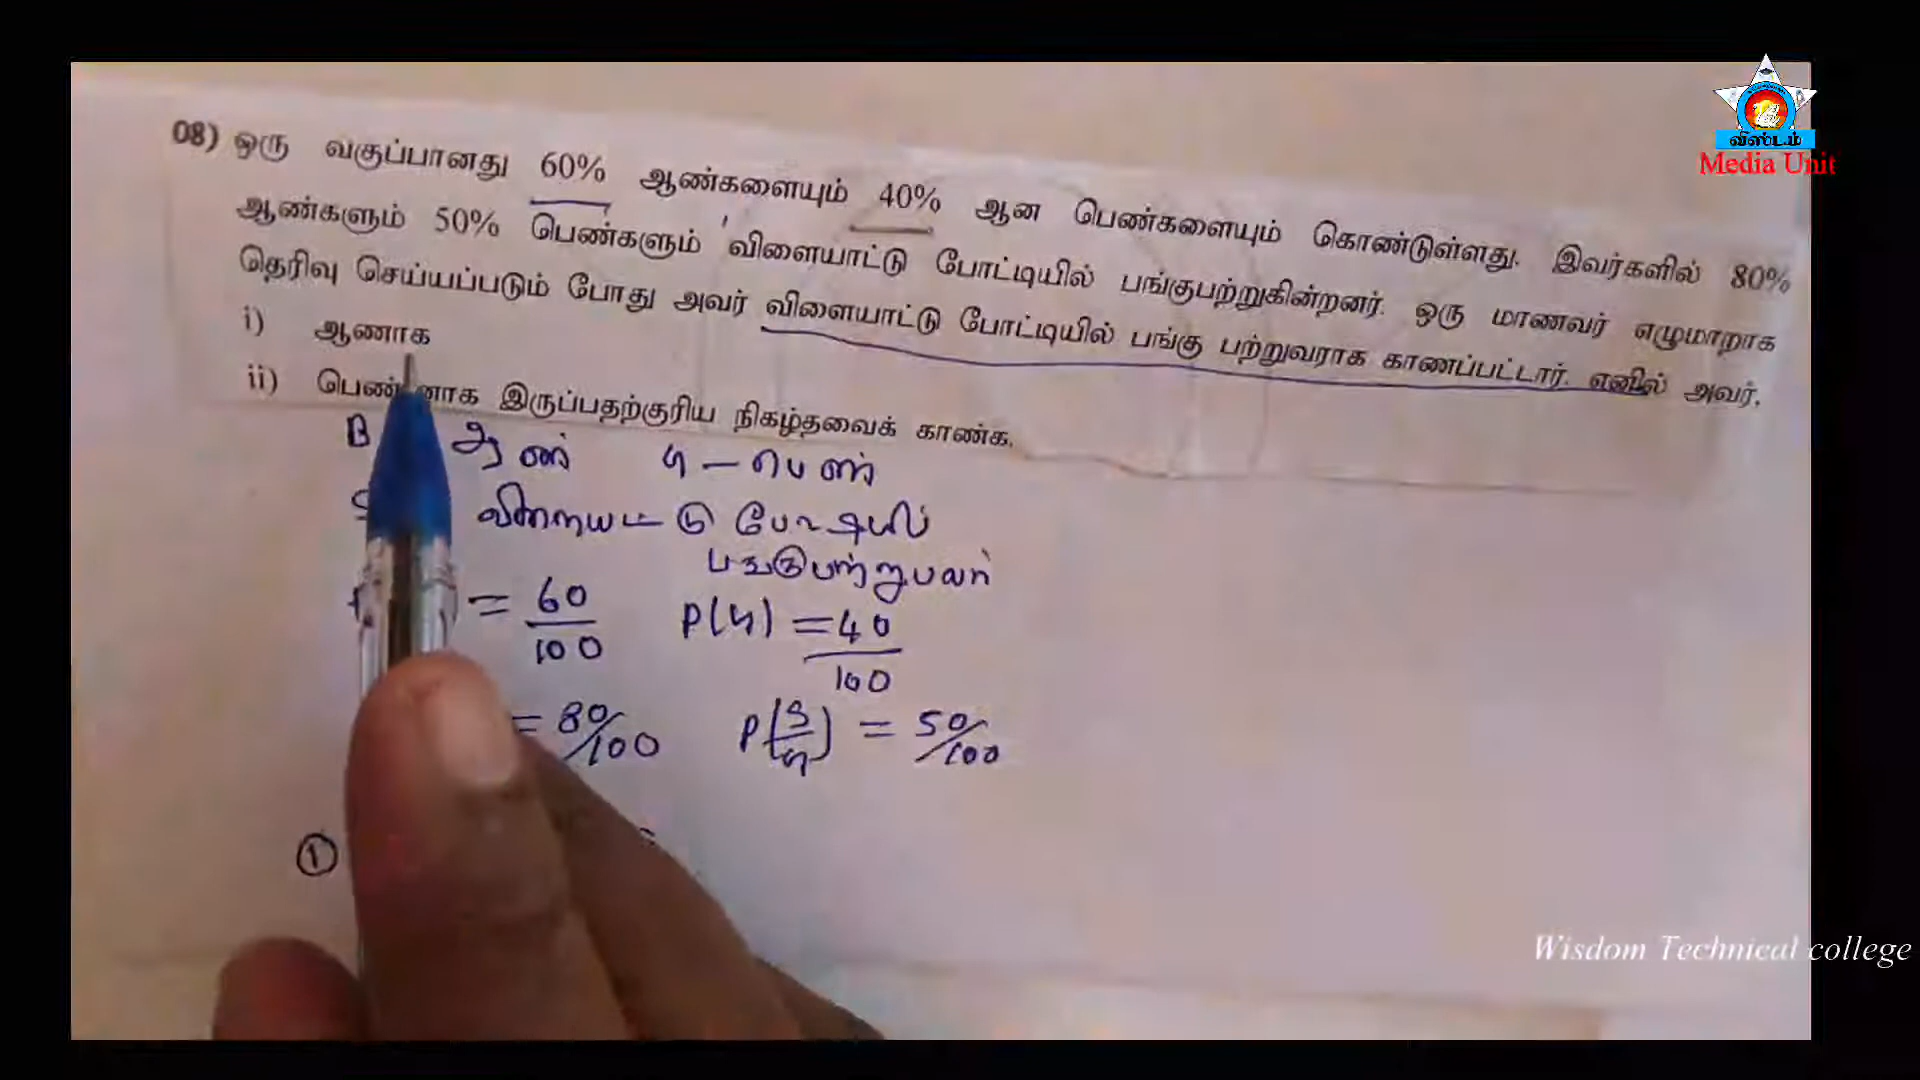 விஸ்டம்
Media Unit
08) ஒரு வகுப்பானது 60% ஆண்களையும் 40% ஆன பெண்களையும் கொண்டுள்ளது. இவர்களில் 80%
ஆண்களும் 50% பெண்களும் விளையாட்டு போட்டியில் பங்குபற்றுகின்றனர். ஒரு மாணவர் எழுமாறாக
தெரிவு செய்யப்படும் போது அவர் விளையாட்டு போட்டியில் பங்கு பற்றுவராக காணப்பட்டார். எனில் அவர்,
i) ஆணாக
ii) இருப்பதற்குரிய நிகழ்தவைக் காண்க.
B ஆண் G – பெண்
விளையட்டு போட்டியில்
பங்குபற்றுபவர்
= 60/100 P(G) = 40/100
= 80/100 P(S/G) = 50/100
①
Wisdom Technical college